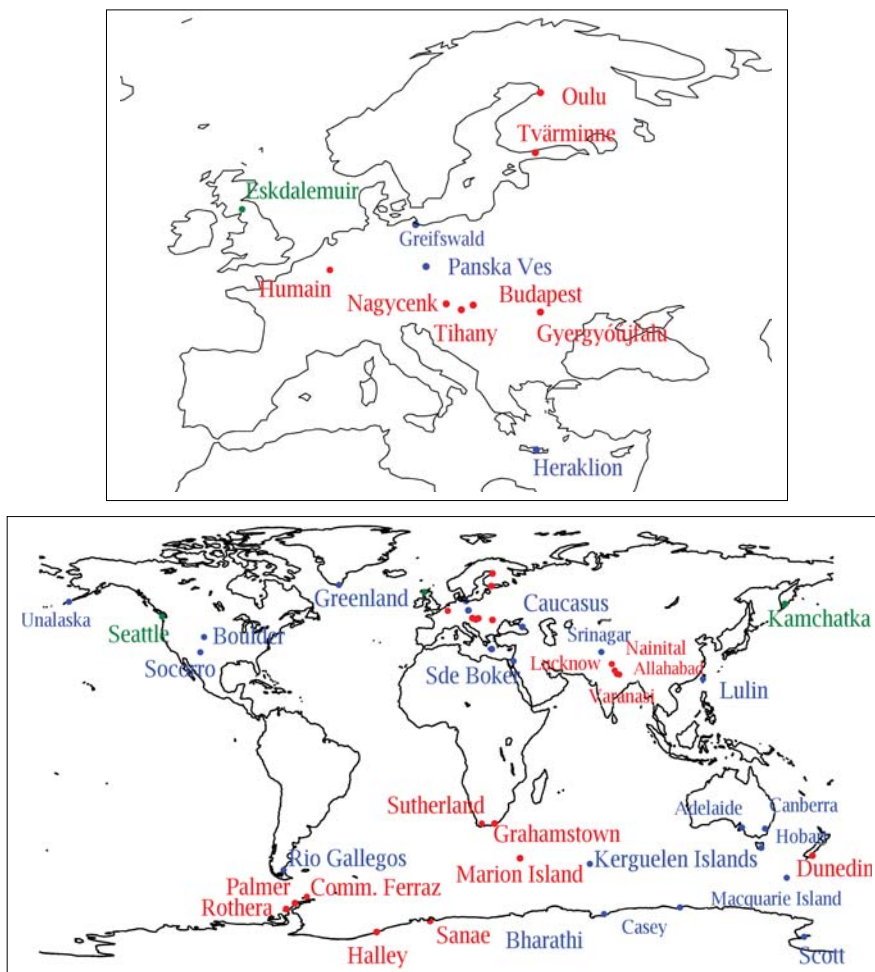 Oulu
Tvärminne
Eskdalemuir
Greifswald
Panska Ves
Humain
Nagycenk
Budapest
Tihany
Gyergyóújfalu
Heraklion
Unalaska
Greenland
Caucasus
Kamchatka
Seattle
Boulder
Srinagar
Nainital
Socorro
Sde Boker
Lucknow
Allahabad
Varanasi
Lulin
Sutherland
Grahamstown
Adelaide
Canberra
Hobart
Rio Gallegos
Marion Island
Kerguelen Islands
Dunedin
Palmer
Comm. Ferraz
Rothera
Macquarie Island
Halley
Sanae
Bharathi
Casey
Scott